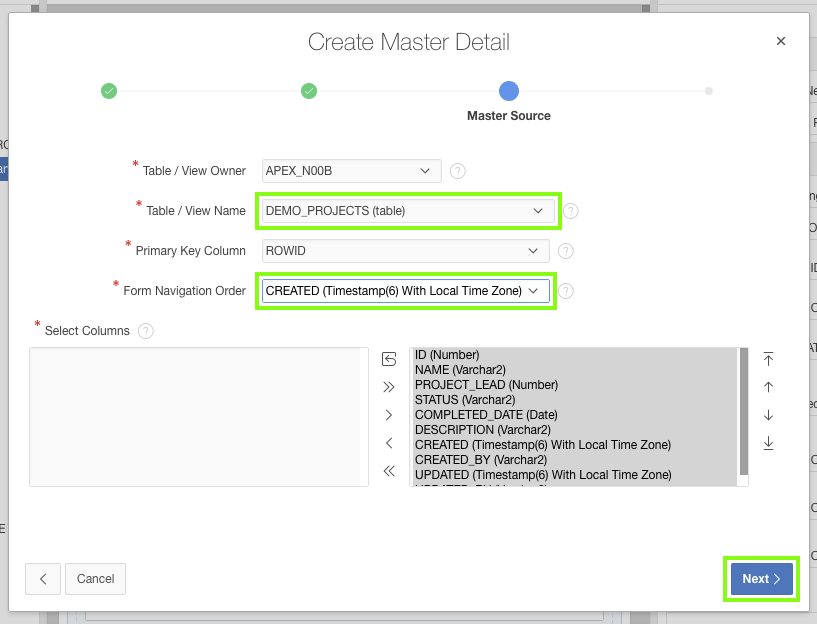 Create Master Detail
Master Source
* Table / View Owner APEX_N00B
* Table / View Name DEMO_PROJECTS (table)
* Primary Key Column ROWID
* Form Navigation Order CREATED (Timestamp(6) With Local Time Zone)
* Select Columns
ID (Number)
NAME (Varchar2)
PROJECT_LEAD (Number)
STATUS (Varchar2)
COMPLETED_DATE (Date)
DESCRIPTION (Varchar2)
CREATED (Timestamp(6) With Local Time Zone)
CREATED_BY (Varchar2)
UPDATED (Timestamp(6) With Local Time Zone)
Cancel
Next